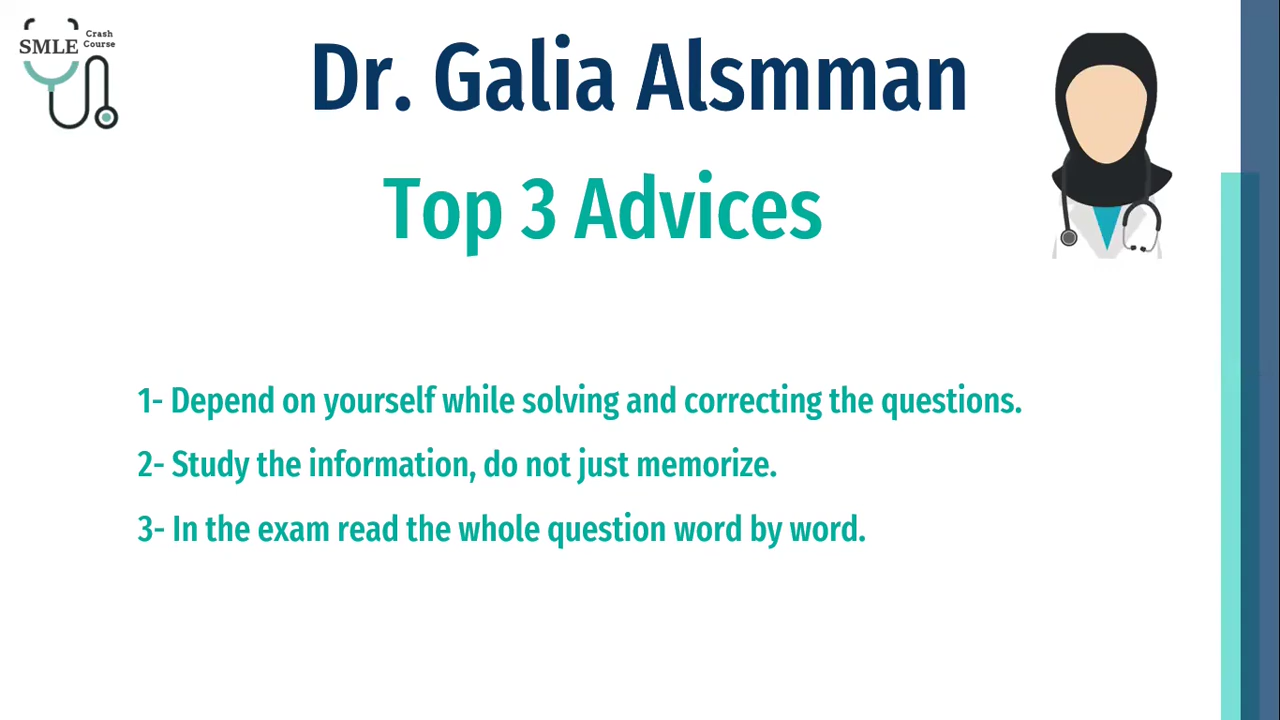 SMLE Crash
Course
Dr. Galia Alsmman
Top 3 Advices
1- Depend on yourself while solving and correcting the questions.
2- Study the information, do not just memorize.
3- In the exam read the whole question word by word.